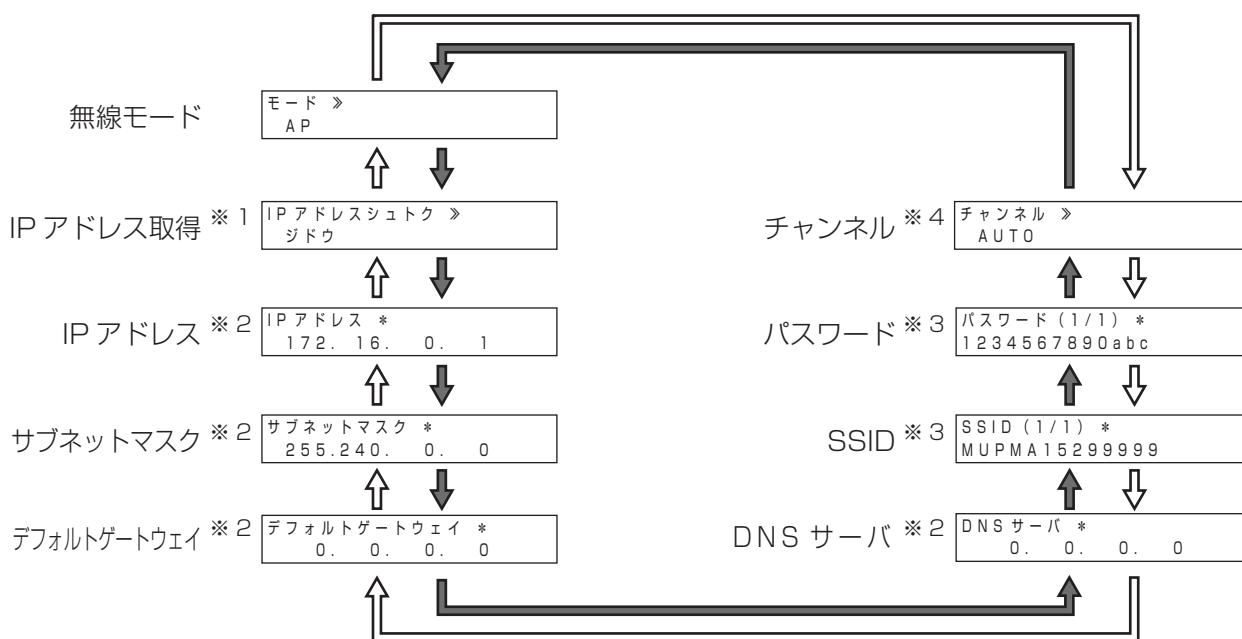 無線モード
モード 》
AP
IP アドレス取得 ※1
IPアドレスシュトク 》
ジドウ
IP アドレス ※2
IPアドレス *
172. 16. 0. 1
サブネットマスク ※2
サブネットマスク *
255.240. 0. 0
デフォルトゲートウェイ ※2
デフォルトゲートウェイ *
0. 0. 0. 0
チャンネル ※4
チャンネル 》
AUTO
パスワード ※3
パスワード(1/1) *
1234567890abc
SSID ※3
SSID(1/1) *
MUPMA15299999
DNS サーバ ※2
DNSサーバ *
0. 0. 0. 0